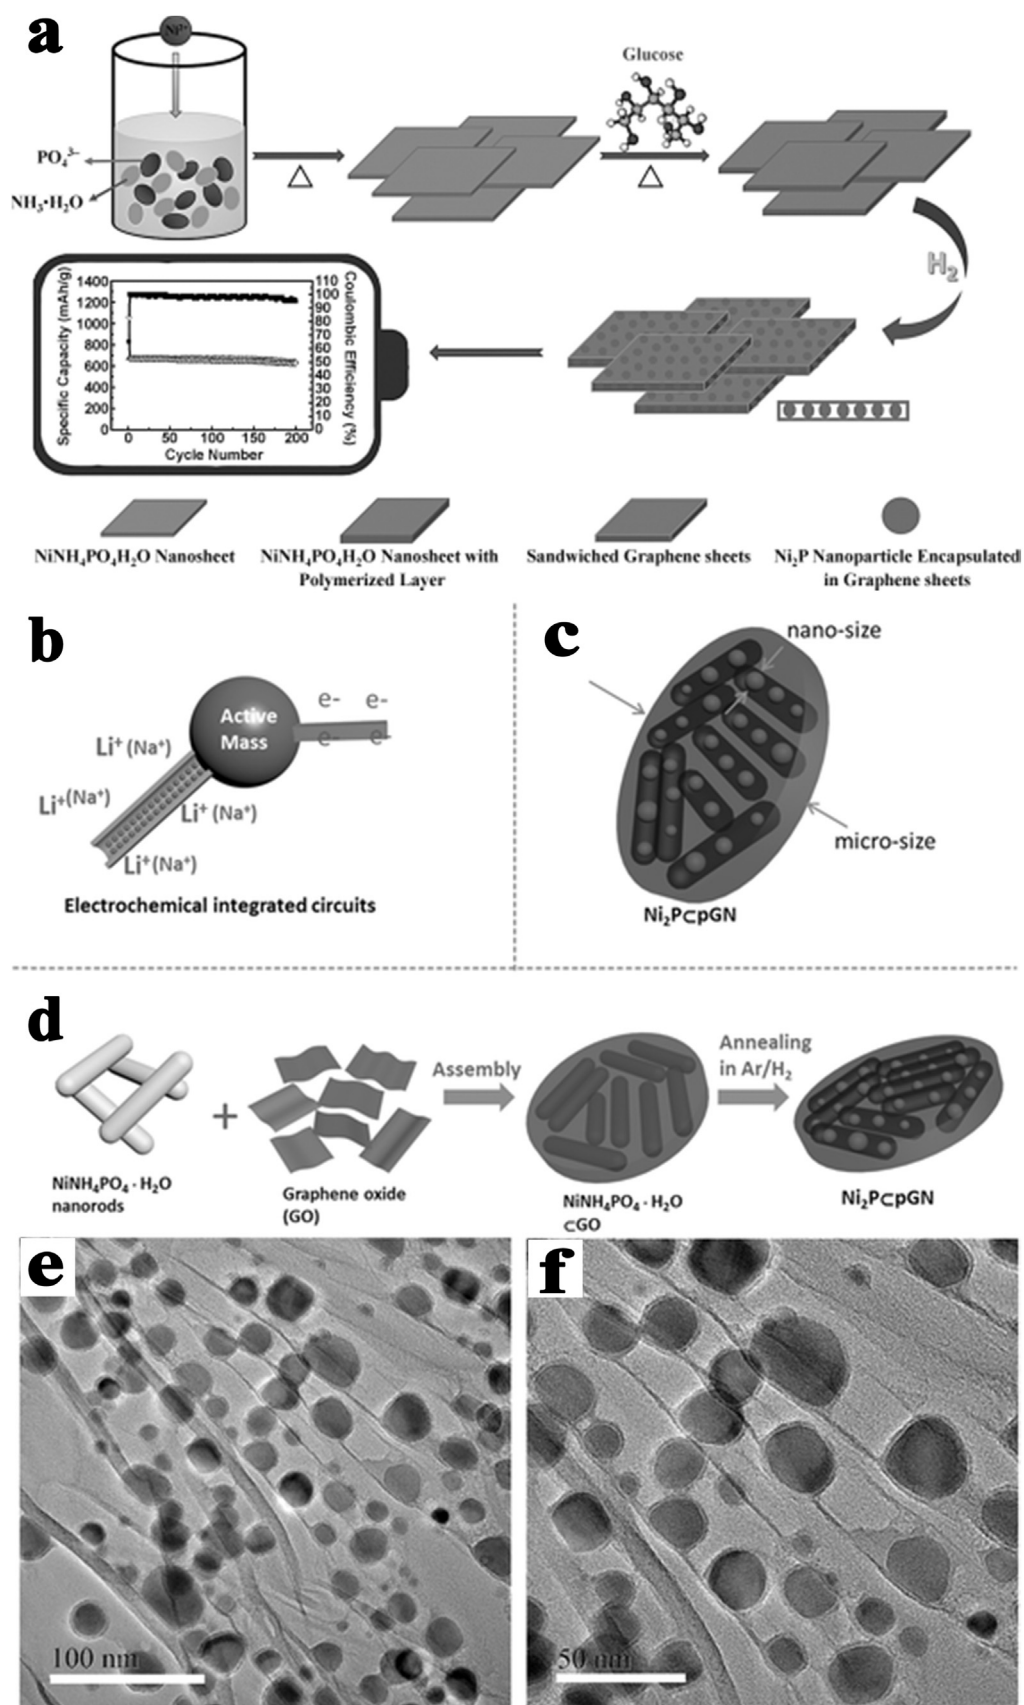 a
Ni²⁺
Glucose
PO₄³⁻
NH₃•H₂O
H₂
Specific Capacity (mAh/g)
1400
1200
1000
800
600
400
200
0
110
100
90
80
70
60
50
40
30
20
10
0
Coulombic Efficiency (%)
0 50 100 150 200
Cycle Number
NiNH₄PO₄H₂O Nanosheet
NiNH₄PO₄H₂O Nanosheet with
Polymerized Layer
Sandwiched Graphene sheets
Ni₂P Nanoparticle Encapsulated
in Graphene sheets
b
Active
Mass
e- e-
e- e-
Li⁺ (Na⁺)
Li⁺(Na⁺)
Li⁺ (Na⁺)
Li⁺(Na⁺)
Electrochemical integrated circuits
c
nano-size
micro-size
Ni₂P⊂pGN
d
NiNH₄PO₄ · H₂O
nanorods
+
Graphene oxide
(GO)
Assembly
NiNH₄PO₄ · H₂O
⊂GO
Annealing
in Ar/H₂
Ni₂P⊂pGN
e
100 nm
f
50 nm